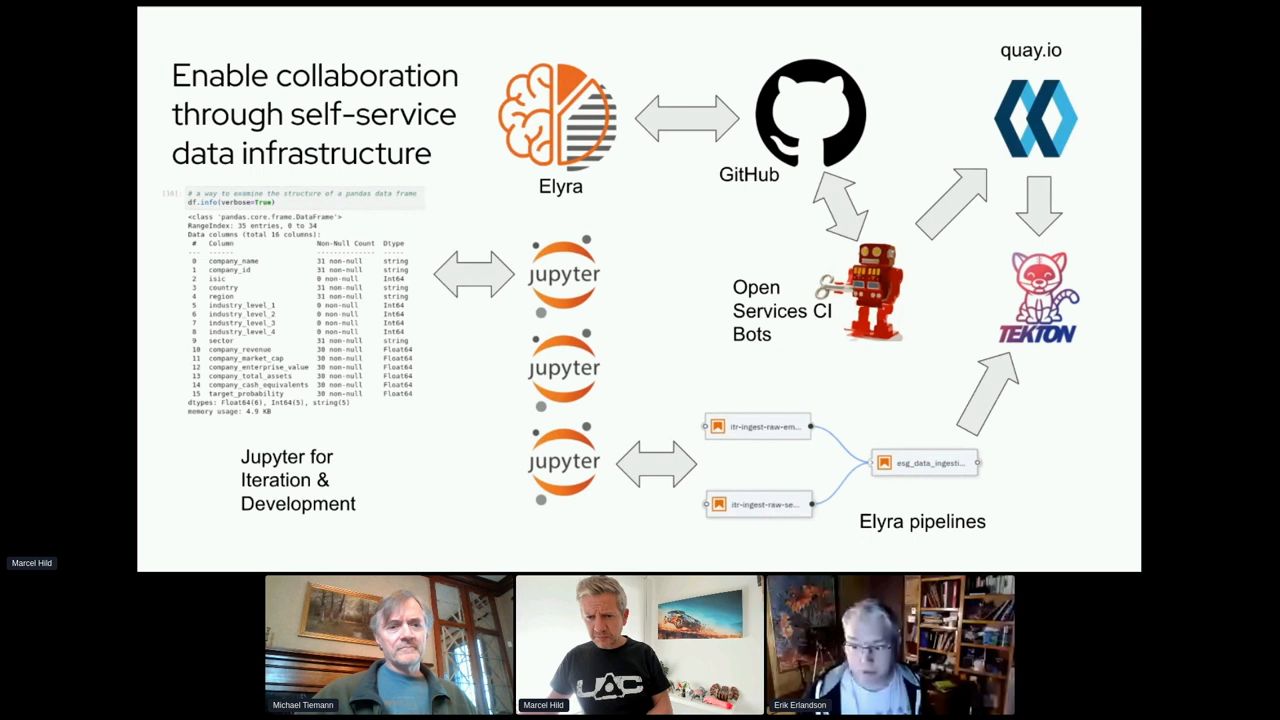 Enable collaboration
through self-service
data infrastructure
[30]: # a way to examine the structure of a pandas data frame
df.info(verbose=True)
<class 'pandas.core.frame.DataFrame'>
RangeIndex: 35 entries, 0 to 34
Data columns (total 16 columns):
# Column Non-Null Count Dtype
--- ------ -------------- -----
0 company_name 31 non-null string
1 company_id 31 non-null string
2 isic 0 non-null Int64
3 country 31 non-null string
4 region 31 non-null string
5 industry_level_1 0 non-null Int64
6 industry_level_2 0 non-null Int64
7 industry_level_3 0 non-null Int64
8 industry_level_4 0 non-null Int64
9 sector 31 non-null string
10 company_revenue 30 non-null Float64
11 company_market_cap 30 non-null Float64
12 company_enterprise_value 30 non-null Float64
13 company_total_assets 30 non-null Float64
14 company_cash_equivalents 30 non-null Float64
15 target_probability 30 non-null Float64
dtypes: Float64(6), Int64(5), string(5)
memory usage: 4.9 KB
Jupyter for
Iteration &
Development
Elyra
jupyter
jupyter
jupyter
GitHub
quay.io
Open
Services CI
Bots
TEKTON
itr-ingest-raw-em...
esg_data_ingesti...
itr-ingest-raw-se...
Elyra pipelines
Marcel Hild
Michael Tiemann
Marcel Hild
UAC
Erik Erlandson